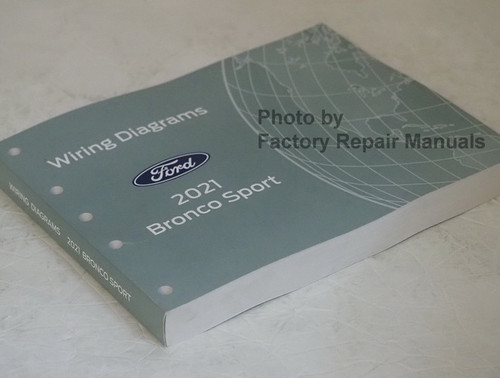 Wiring Diagrams
Ford
2021
Bronco Sport
WIRING DIAGRAMS 2021 BRONCO SPORT
Photo by
Factory Repair Manuals